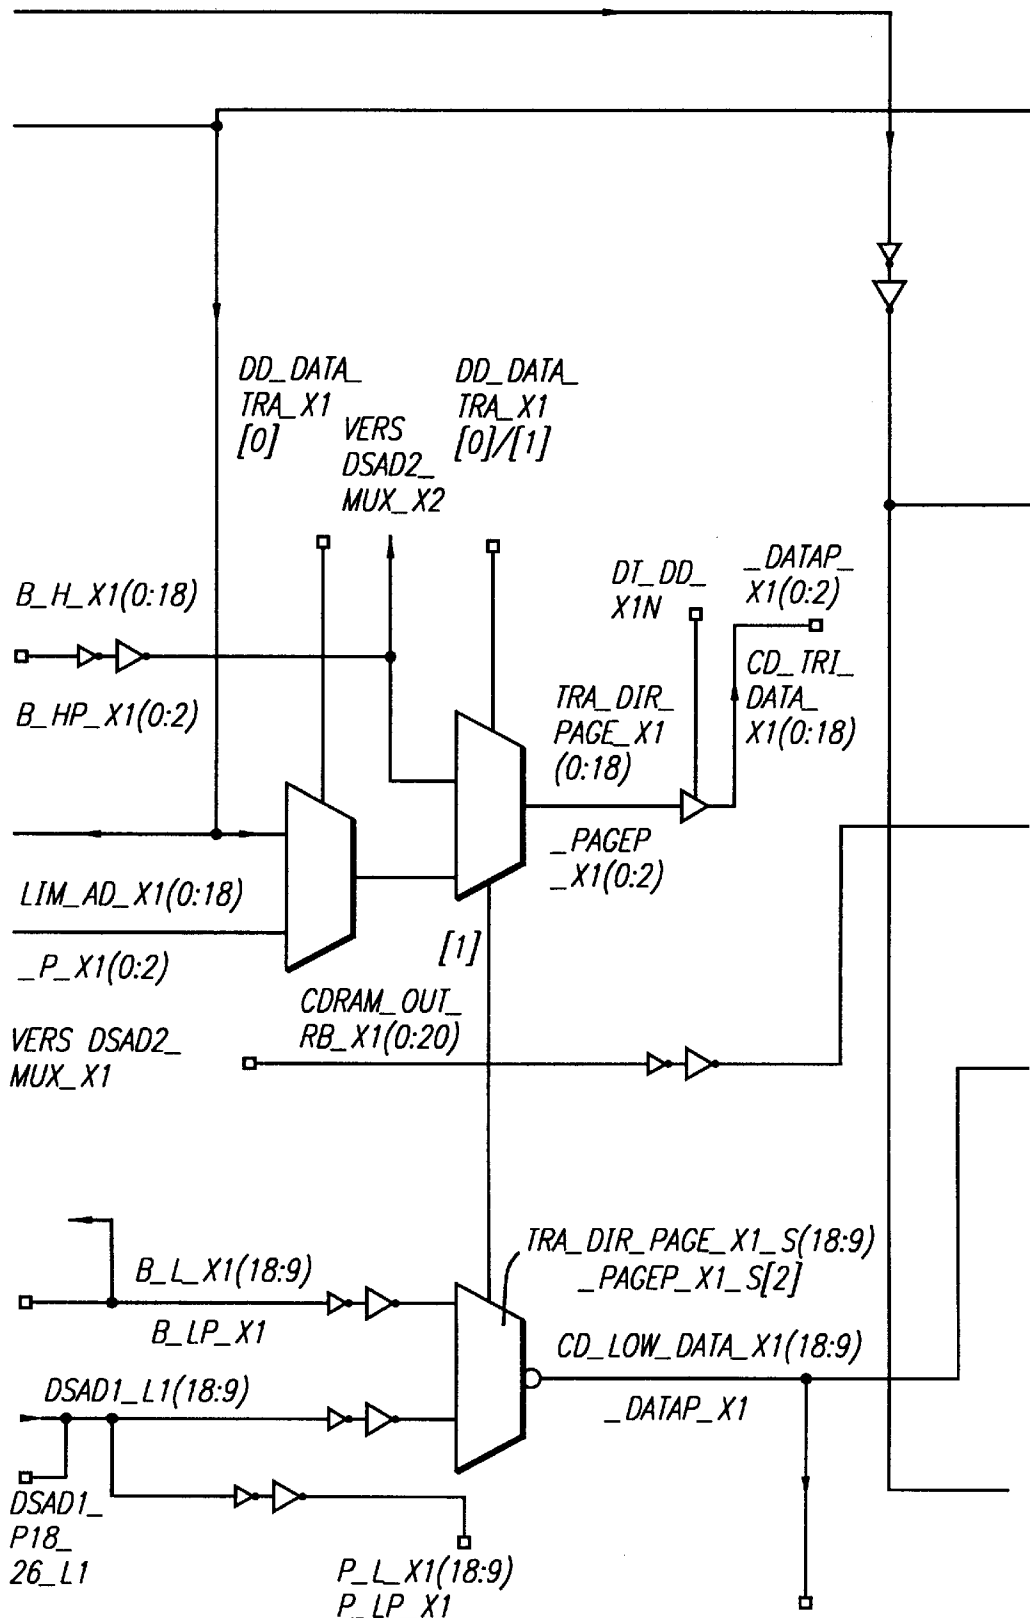 DD_DATA_
TRA_X1
[0]
VERS
DSAD2_
MUX_X2
DD_DATA_
TRA_X1
[0]/[1]
B_H_X1(0:18)
B_HP_X1(0:2)
DT_DD_
X1N
_DATAP_
X1(0:2)
CD_TRI_
DATA_
X1(0:18)
TRA_DIR_
PAGE_X1
(0:18)
_PAGEP
_X1(0:2)
LIM_AD_X1(0:18)
_P_X1(0:2)
[1]
CDRAM_OUT_
RB_X1(0:20)
VERS DSAD2_
MUX_X1
TRA_DIR_PAGE_X1_S(18:9)
_PAGEP_X1_S[2]
B_L_X1(18:9)
B_LP_X1
CD_LOW_DATA_X1(18:9)
_DATAP_X1
DSAD1_L1(18:9)
DSAD1_
P18_
26_L1
P_L_X1(18:9)
P_LP_X1